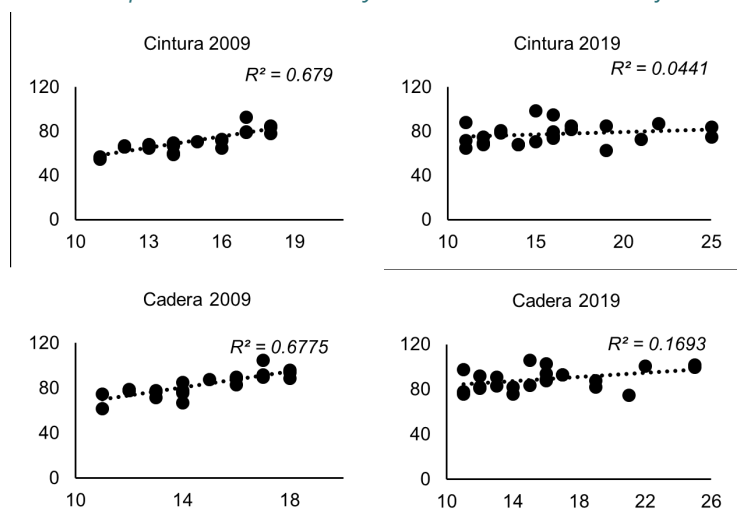 Cintura 2009
R² = 0.679
120
80
40
0
10 13 16 19
Cintura 2019
R² = 0.0441
120
80
40
0
10 15 20 25
Cadera 2009
R² = 0.6775
120
80
40
0
10 14 18
Cadera 2019
R² = 0.1693
120
80
40
0
10 14 18 22 26